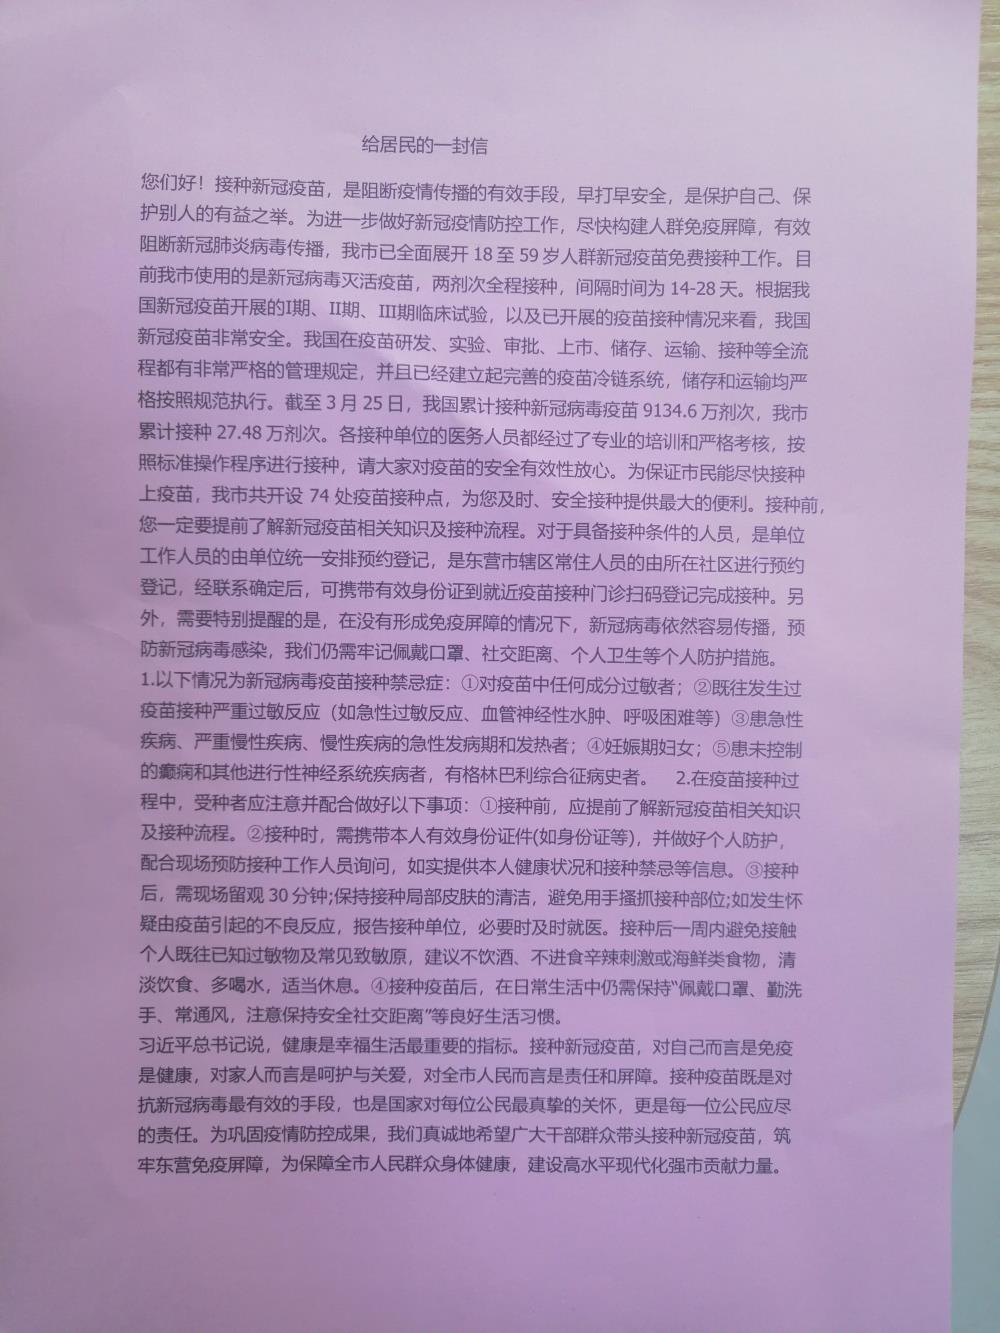 给居民的一封信
您们好！接种新冠疫苗，是阻断疫情传播的有效手段，早打早安全，是保护自己、保
护别人的有益之举。为进一步做好新冠疫情防控工作，尽快构建人群免疫屏障，有效
阻断新冠肺炎病毒传播，我市已全面展开 18 至 59 岁人群新冠疫苗免费接种工作。目
前我市使用的是新冠病毒灭活疫苗，两剂次全程接种，间隔时间为 14-28 天。根据我
国新冠疫苗开展的I期、II期、III期临床试验，以及已开展的疫苗接种情况来看，我国
新冠疫苗非常安全。我国在疫苗研发、实验、审批、上市、储存、运输、接种等全流
程都有非常严格的管理规定，并且已经建立起完善的疫苗冷链系统，储存和运输均严
格按照规范执行。截至 3 月 25 日，我国累计接种新冠病毒疫苗 9134.6 万剂次，我市
累计接种 27.48 万剂次。各接种单位的医务人员都经过了专业的培训和严格考核，按
照标准操作程序进行接种，请大家对疫苗的安全有效性放心。为保证市民能尽快接种
上疫苗，我市共开设 74 处疫苗接种点，为您及时、安全接种提供最大的便利。接种前，
您一定要提前了解新冠疫苗相关知识及接种流程。对于具备接种条件的人员，是单位
工作人员的由单位统一安排预约登记，是东营市辖区常住人员的由所在社区进行预约
登记，经联系确定后，可携带有效身份证到就近疫苗接种门诊扫码登记完成接种。另
外，需要特别提醒的是，在没有形成免疫屏障的情况下，新冠病毒依然容易传播，预
防新冠病毒感染，我们仍需牢记佩戴口罩、社交距离、个人卫生等个人防护措施。
1.以下情况为新冠病毒疫苗接种禁忌症：①对疫苗中任何成分过敏者；②既往发生过
疫苗接种严重过敏反应（如急性过敏反应、血管神经性水肿、呼吸困难等）③患急性
疾病、严重慢性疾病、慢性疾病的急性发病期和发热者；④妊娠期妇女；⑤患未控制
的癫痫和其他进行性神经系统疾病者，有格林巴利综合征病史者。  2.在疫苗接种过
程中，受种者应注意并配合做好以下事项：①接种前，应提前了解新冠疫苗相关知识
及接种流程。②接种时，需携带本人有效身份证件(如身份证等)，并做好个人防护，
配合现场预防接种工作人员询问，如实提供本人健康状况和接种禁忌等信息。③接种
后，需现场留观 30 分钟;保持接种局部皮肤的清洁，避免用手搔抓接种部位;如发生怀
疑由疫苗引起的不良反应，报告接种单位，必要时及时就医。接种后一周内避免接触
个人既往已知过敏物及常见致敏原，建议不饮酒、不进食辛辣刺激或海鲜类食物，清
淡饮食、多喝水，适当休息。④接种疫苗后，在日常生活中仍需保持“佩戴口罩、勤洗
手、常通风，注意保持安全社交距离”等良好生活习惯。
习近平总书记说，健康是幸福生活最重要的指标。接种新冠疫苗，对自己而言是免疫
是健康，对家人而言是呵护与关爱，对全市人民而言是责任和屏障。接种疫苗既是对
抗新冠病毒最有效的手段，也是国家对每位公民最真挚的关怀，更是每一位公民应尽
的责任。为巩固疫情防控成果，我们真诚地希望广大干部群众带头接种新冠疫苗，筑
牢东营免疫屏障，为保障全市人民群众身体健康，建设高水平现代化强市贡献力量。